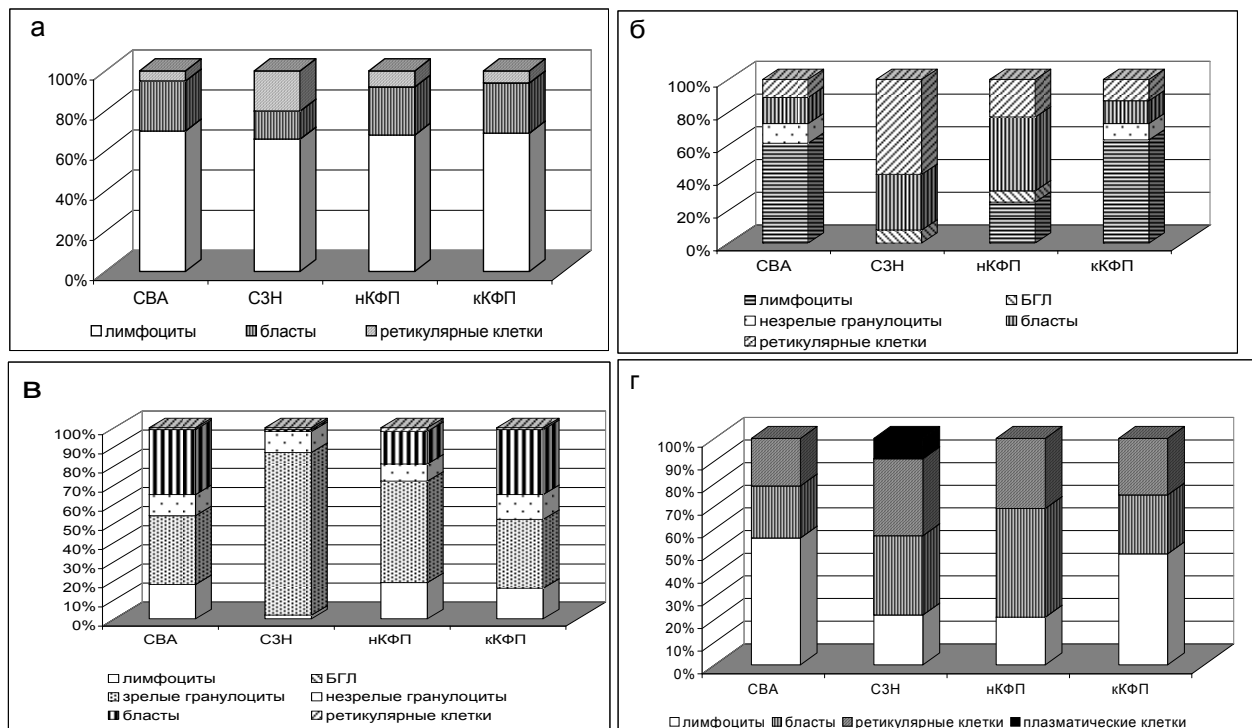 а
100%
80%
60%
40%
20%
0%
СВА СЗН нКФП кКФП
лимфоциты бласты ретикулярные клетки
б
100%
80%
60%
40%
20%
0%
СВА СЗН нКФП кКФП
лимфоциты БГЛ
незрелые гранулоциты бласты
ретикулярные клетки
в
100%
90%
80%
70%
60%
50%
40%
30%
20%
10%
0%
СВА СЗН нКФП кКФП
лимфоциты БГЛ
зрелые гранулоциты незрелые гранулоциты
бласты ретикулярные клетки
г
100%
90%
80%
70%
60%
50%
40%
30%
20%
10%
0%
СВА СЗН нКФП кКФП
лимфоциты бласты ретикулярные клетки плазматические клетки